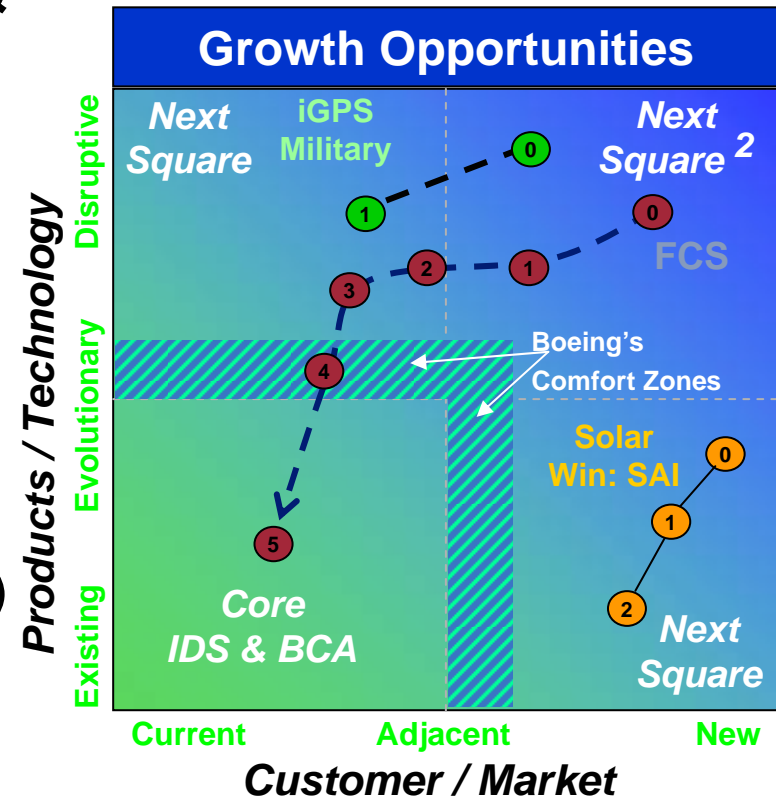 Growth Opportunities
Next
Square
iGPS
Military
Next
Square 2
0
1
0
FCS
3
2
1
4
Boeing's
Comfort Zones
Solar
Win: SAI
0
1
2
5
Core
IDS & BCA
Next
Square
Disruptive
Evolutionary
Existing
Products / Technology
Current
Adjacent
New
Customer / Market